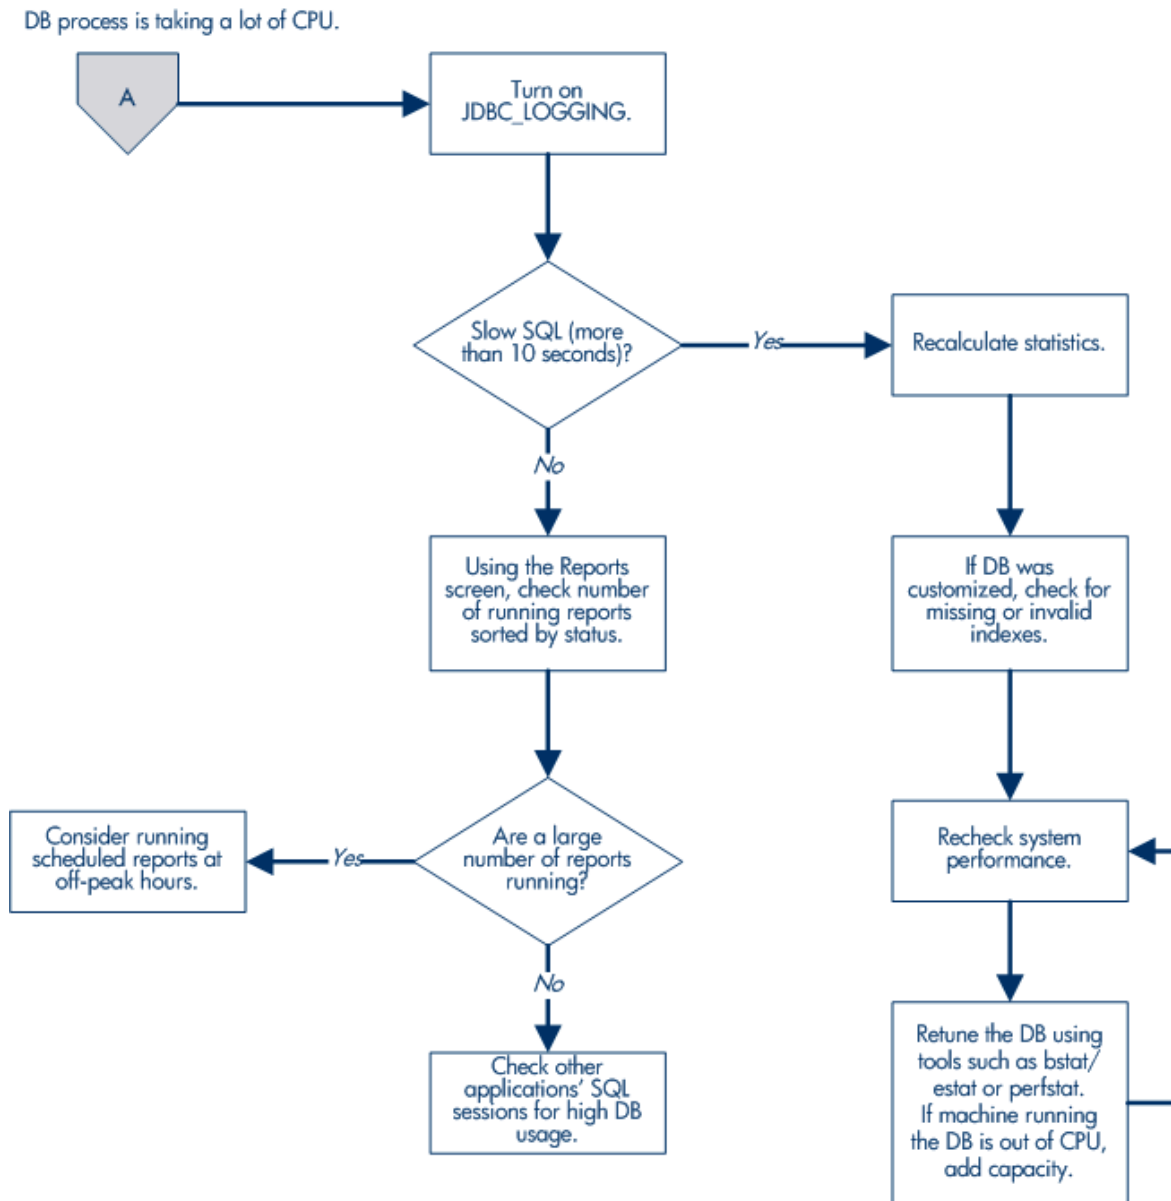 DB process is taking a lot of CPU.
A
Turn on
JDBC_LOGGING.
Slow SQL (more
than 10 seconds)?
Yes
Recalculate statistics.
No
Using the Reports
screen, check number
of running reports
sorted by status.
If DB was
customized, check for
missing or invalid
indexes.
Are a large
number of reports
running?
Yes
Consider running
scheduled reports at
off-peak hours.
Recheck system
performance.
No
Check other
applications' SQL
sessions for high DB
usage.
Retune the DB using
tools such as bstat/
estat or perfstat.
If machine running
the DB is out of CPU,
add capacity.